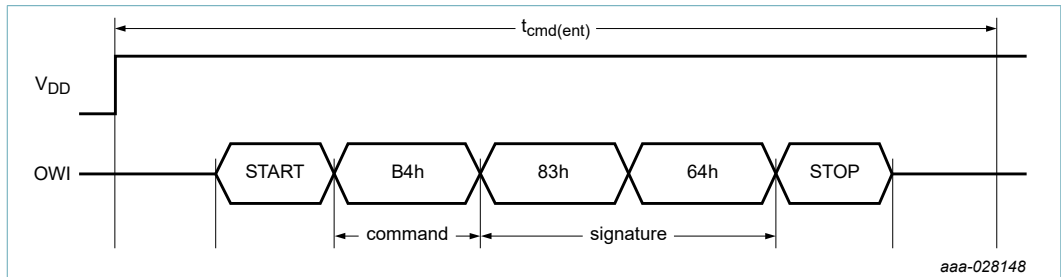 tcmd(ent)
VDD
OWI
START
B4h
83h
64h
STOP
command
signature
aaa-028148